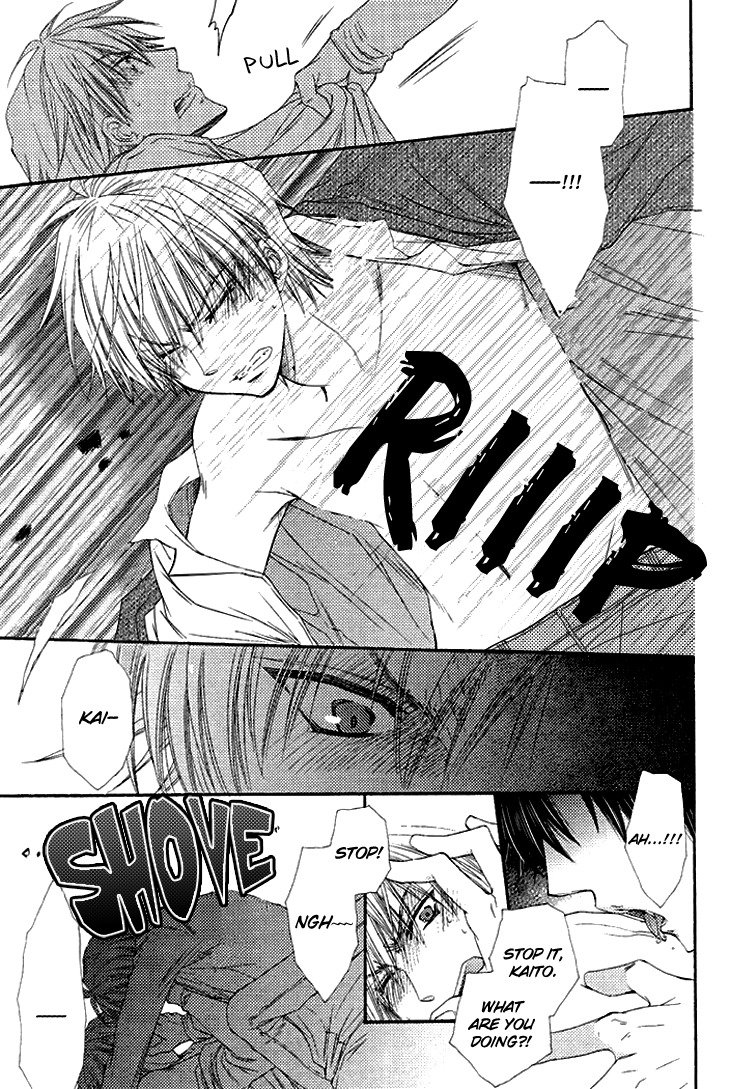 PULL
—
—!!!
RIIIP
KAI-
AH...!!!
STOP IT,
KAITO.
WHAT
ARE YOU
DOING?!
STOP!
NGH~~~
SHOVE
—